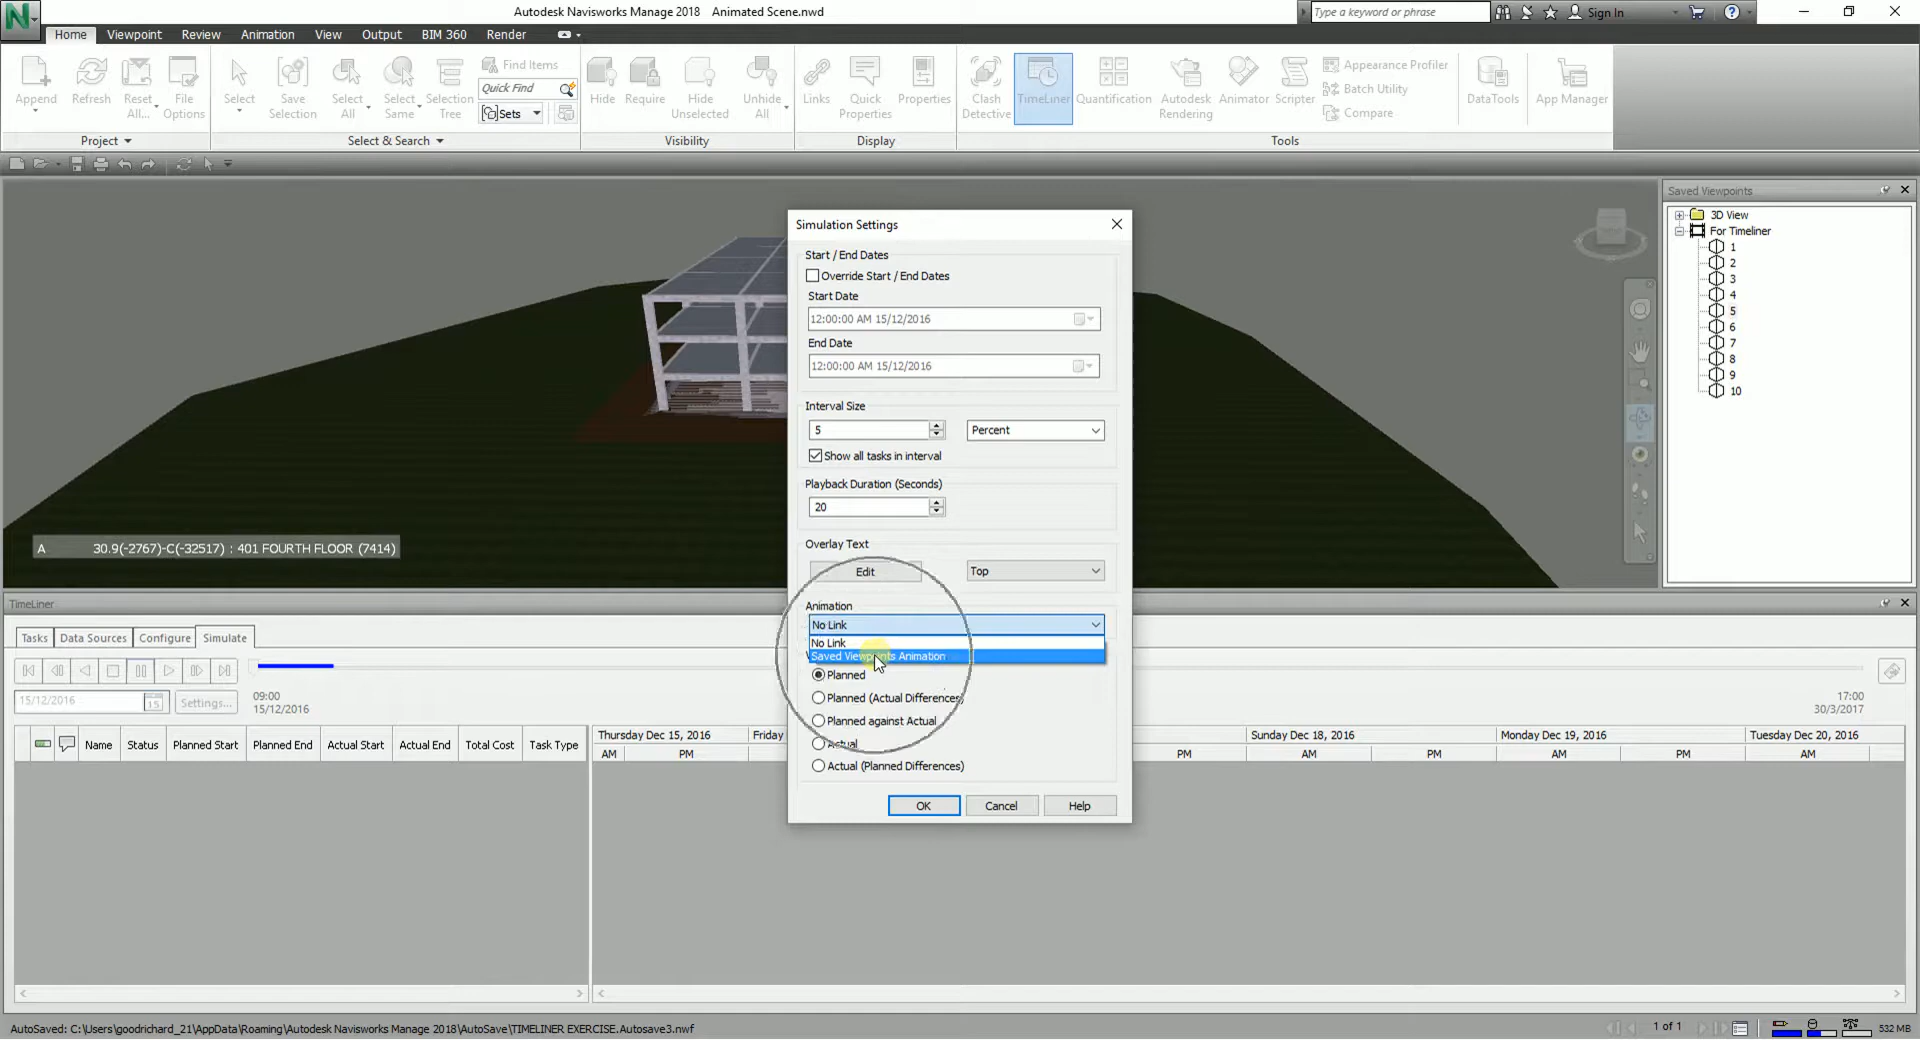 Autodesk Navisworks Manage 2018 Animated Scene.nwd
Type a keyword or phrase
Sign In
Home Viewpoint Review Animation View Output BIM 360 Render
Append
Refresh
Reset All...
File Options
Project
Select
Save Selection
Select All
Select Same
Selection Tree
Find Items
Quick Find
Sets
Select & Search
Hide
Require
Hide Unselected
Unhide All
Visibility
Links
Quick Properties
Properties
Display
Clash Detective
TimeLiner
Quantification
Autodesk Rendering
Animator
Scripter
Appearance Profiler
Batch Utility
Compare
DataTools
App Manager
Tools
Saved Viewpoints
3D View
For Timeliner
1
2
3
4
5
6
7
8
9
10
A 30.9(-2767)-C(-32517) : 401 FOURTH FLOOR (7414)
Simulation Settings
Start / End Dates
Override Start / End Dates
Start Date
12:00:00 AM 15/12/2016
End Date
12:00:00 AM 15/12/2016
Interval Size
5 Percent
Show all tasks in interval
Playback Duration (Seconds)
20
Overlay Text
Edit Top
Animation
No Link
No Link
Saved Viewpoints Animation
Planned
Planned (Actual Differences)
Planned against Actual
Actual
Actual (Planned Differences)
OK Cancel Help
TimeLiner
Tasks Data Sources Configure Simulate
15/12/2016 15 Settings...
09:00
15/12/2016
17:00
30/3/2017
Name Status Planned Start Planned End Actual Start Actual End Total Cost Task Type
Thursday Dec 15, 2016 Friday Sunday Dec 18, 2016 Monday Dec 19, 2016 Tuesday Dec 20, 2016
AM PM PM AM PM AM PM AM
AutoSaved: C:\Users\goodrichard_21\AppData\Roaming\Autodesk Navisworks Manage 2018\AutoSave\TIMELINER EXERCISE.Autosave3.nwf
1 of 1
532 MB